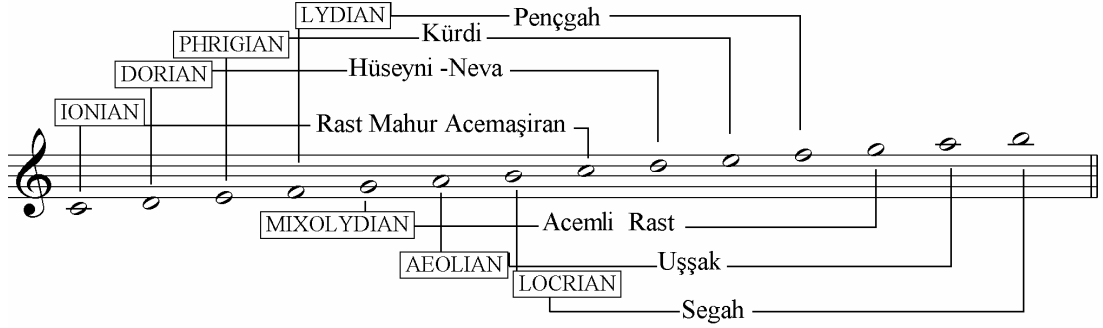 LYDIAN Pençgah
PHRIGIAN Kürdi
DORIAN Hüseyni -Neva
IONIAN Rast Mahur Acemaşiran
MIXOLYDIAN Acemli Rast
AEOLIAN Uşşak
LOCRIAN
Segah